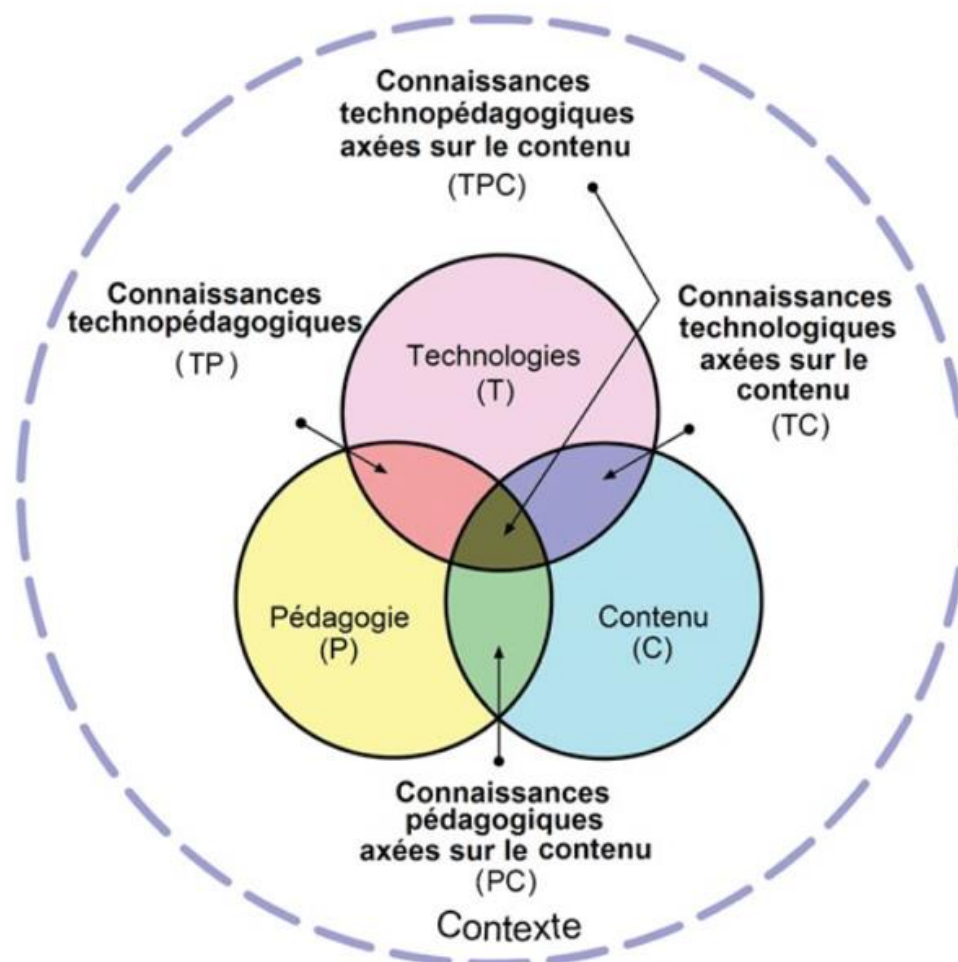 Connaissances
technopédagogiques
axées sur le contenu
(TPC)
Connaissances
technopédagogiques
(TP)
Connaissances
technologiques
axées sur le
contenu
(TC)
Technologies
(T)
Pédagogie
(P)
Contenu
(C)
Connaissances
pédagogiques
axées sur le contenu
(PC)
Contexte